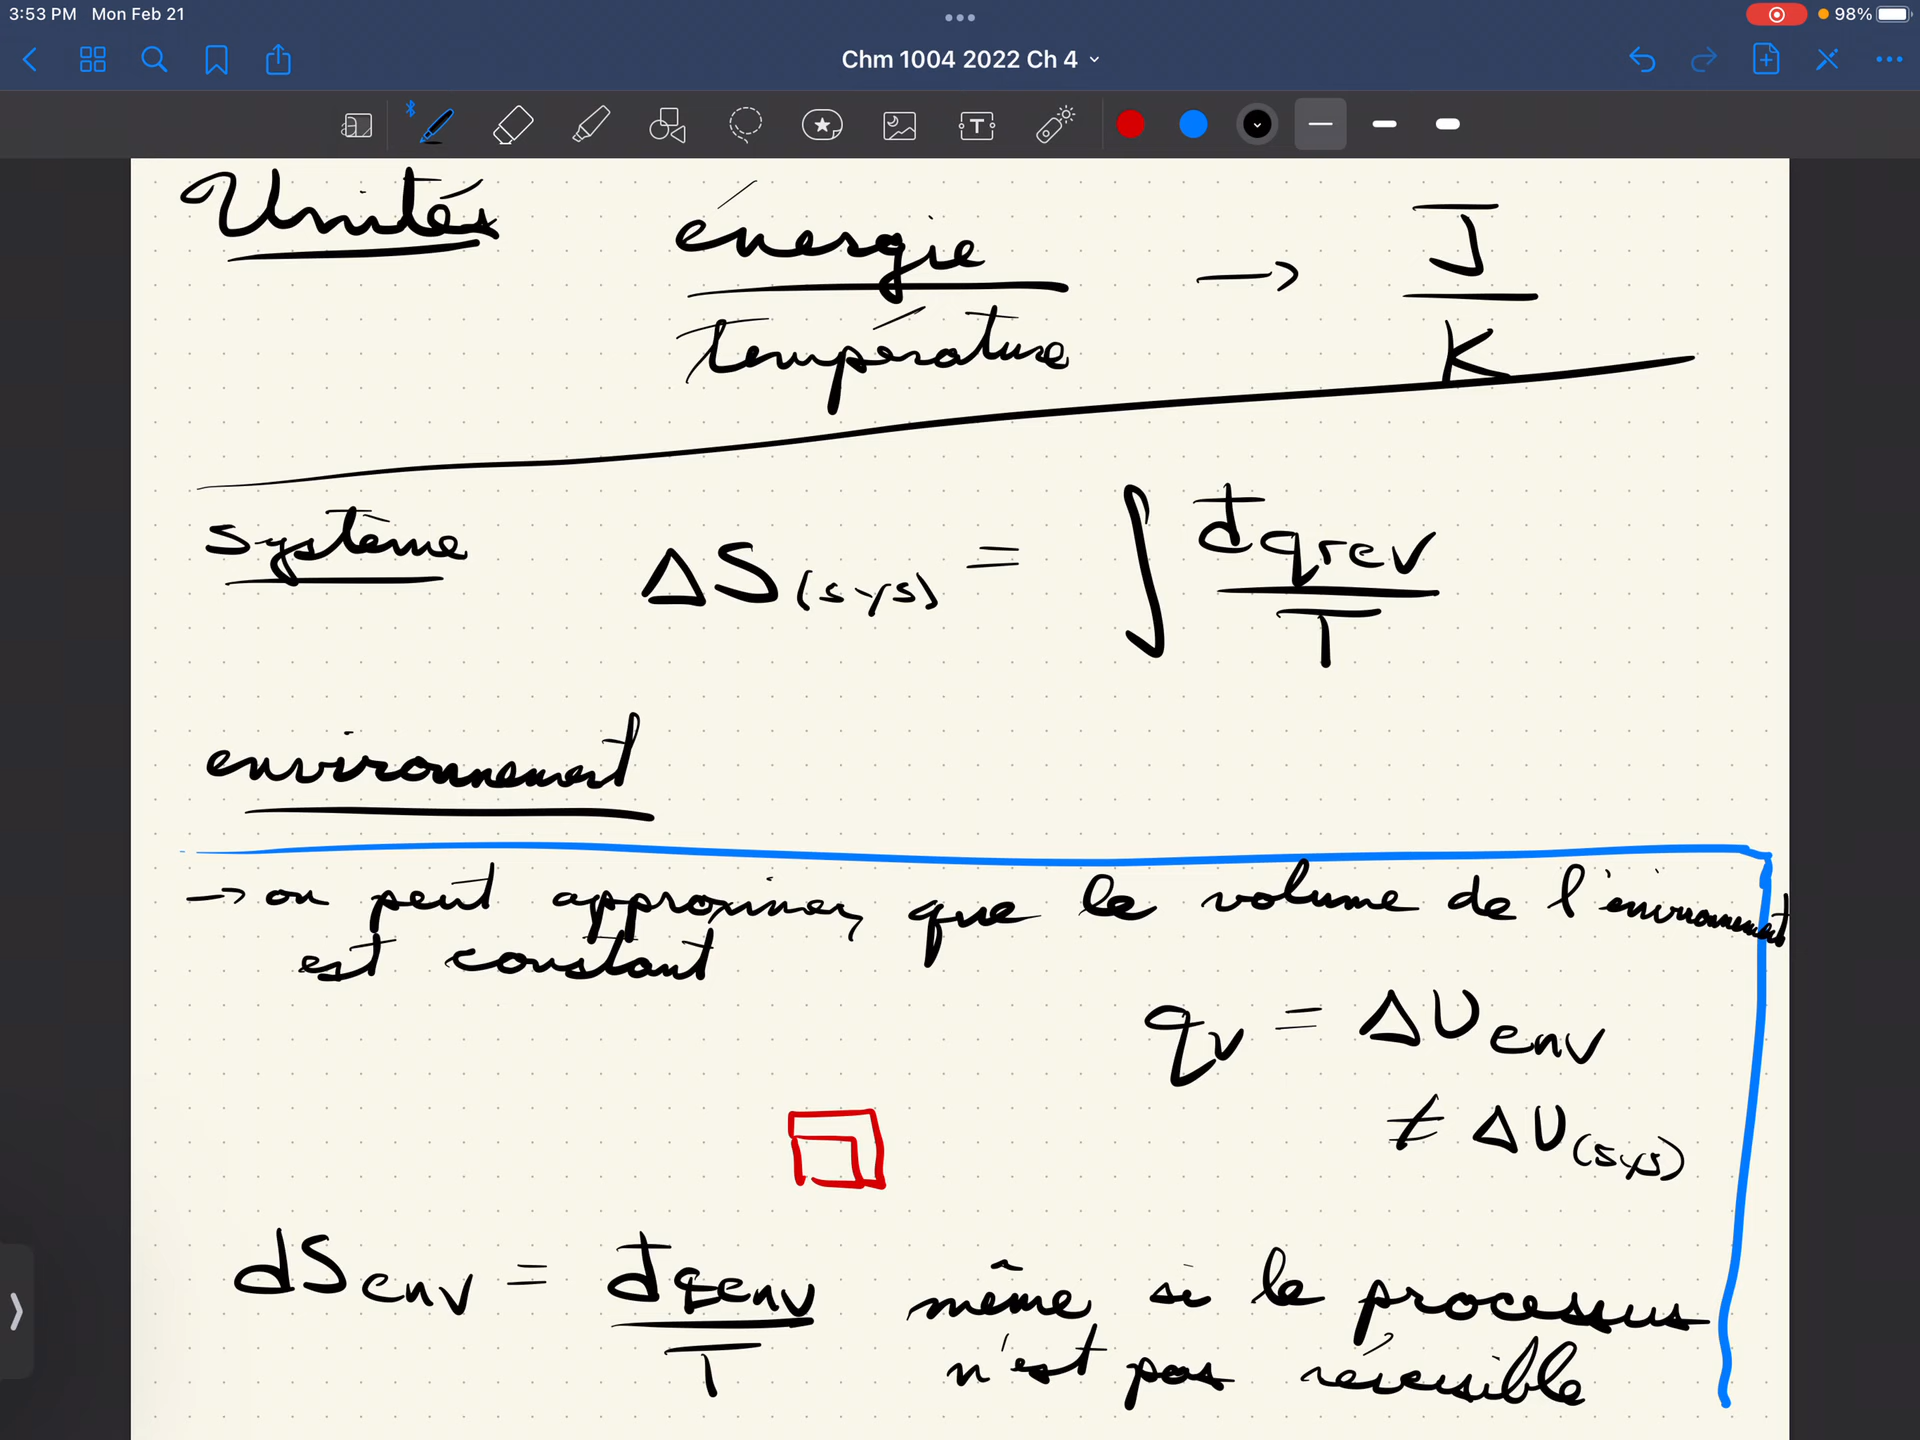 3:53 PM Mon Feb 21
98%
Chm 1004 2022 Ch 4
Unités énergie → J
température K
système ΔS(sys) = ∫ đqrev
T
environnement
→ on peut approximer que le volume de l'environnement
est constant
qv = ΔUenv
≠ ΔU(sys)
dSenv = đqenv même si le processus
T n'est pas réversible